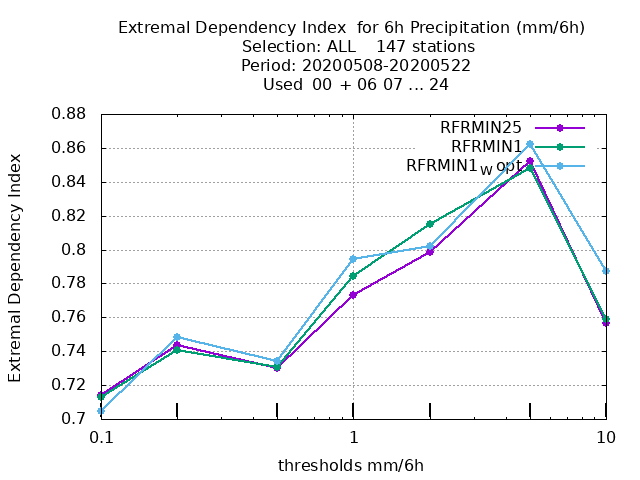 Extremal Dependency Index  for 6h Precipitation (mm/6h)
Selection: ALL    147 stations
Period: 20200508-20200522
Used  00  + 06 07 ... 24
RFRMIN25
RFRMIN1
RFRMIN1w opt
0.88
0.86
0.84
0.82
0.8
0.78
0.76
0.74
0.72
0.7
Extremal Dependency Index
0.1
1
10
thresholds mm/6h